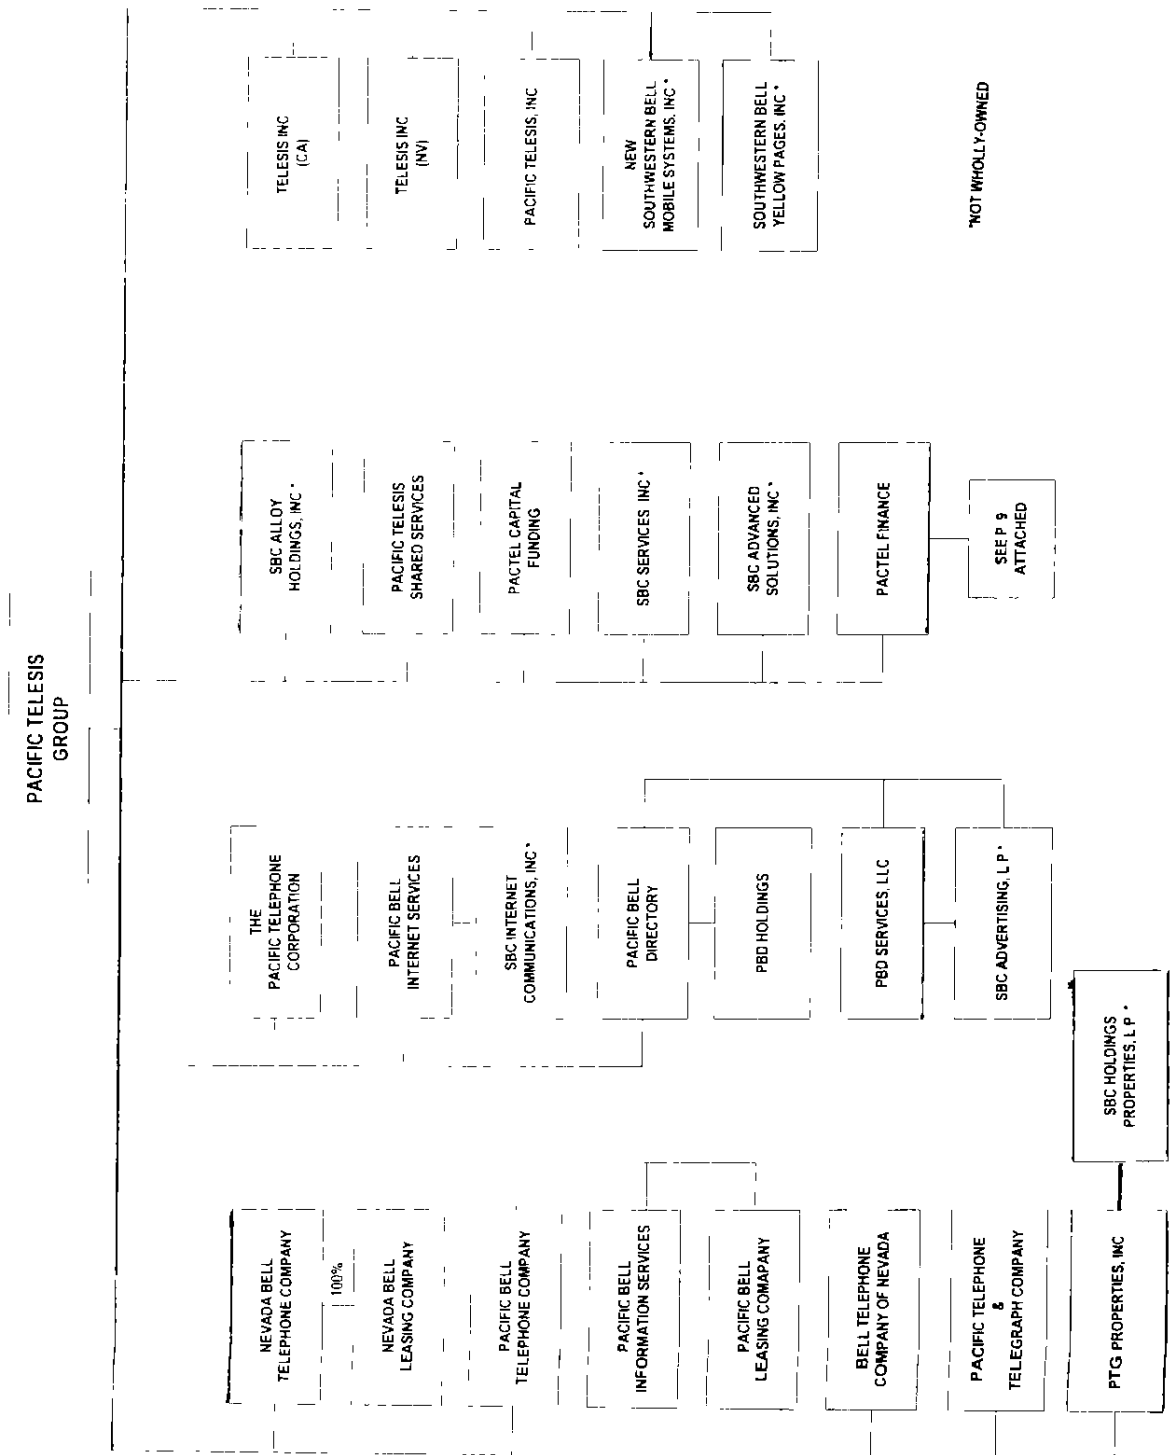 PACIFIC TELESIS
GROUP
NEVADA BELL
TELEPHONE COMPANY
100%
NEVADA BELL
LEASING COMPANY
PACIFIC BELL
TELEPHONE COMPANY
PACIFIC BELL
INFORMATION SERVICES
PACIFIC BELL
LEASING COMAPANY
BELL TELEPHONE
COMPANY OF NEVADA
PACIFIC TELEPHONE
&
TELEGRAPH COMPANY
PTG PROPERTIES, INC
SBC HOLDINGS
PROPERTIES, L P *
THE
PACIFIC TELEPHONE
CORPORATION
PACIFIC BELL
INTERNET SERVICES
SBC INTERNET
COMMUNICATIONS, INC *
PACIFIC BELL
DIRECTORY
PBD HOLDINGS
PBD SERVICES, LLC
SBC ADVERTISING, L P *
SBC ALLOY
HOLDINGS, INC *
PACIFIC TELESIS
SHARED SERVICES
PACTEL CAPITAL
FUNDING
SBC SERVICES INC *
SBC ADVANCED
SOLUTIONS, INC *
PACTEL FINANCE
SEE P 9
ATTACHED
TELESIS INC
(CA)
TELESIS INC
(NV)
PACIFIC TELESIS, INC
NEW
SOUTHWESTERN BELL
MOBILE SYSTEMS, INC *
SOUTHWESTERN BELL
YELLOW PAGES, INC *
*NOT WHOLLY-OWNED